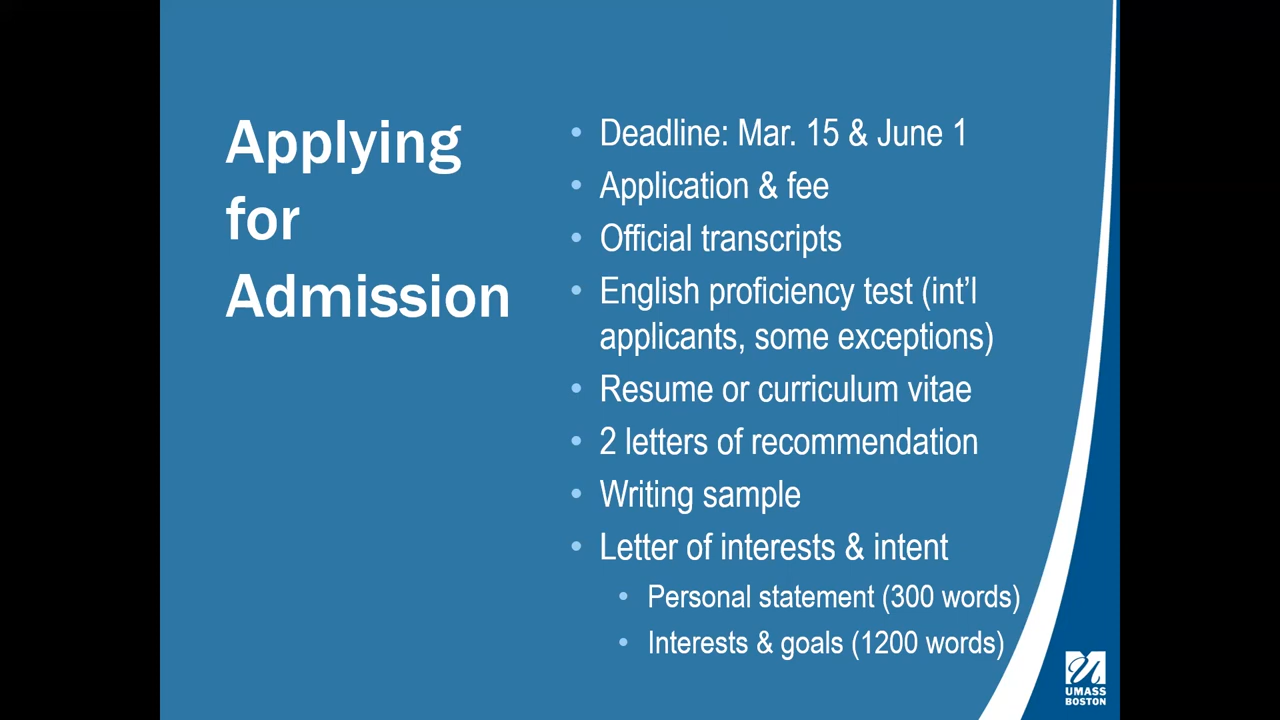 Applying
for
Admission
• Deadline: Mar. 15 & June 1
• Application & fee
• Official transcripts
• English proficiency test (int'l
applicants, some exceptions)
• Resume or curriculum vitae
• 2 letters of recommendation
• Writing sample
• Letter of interests & intent
• Personal statement (300 words)
• Interests & goals (1200 words)
UMASS
BOSTON